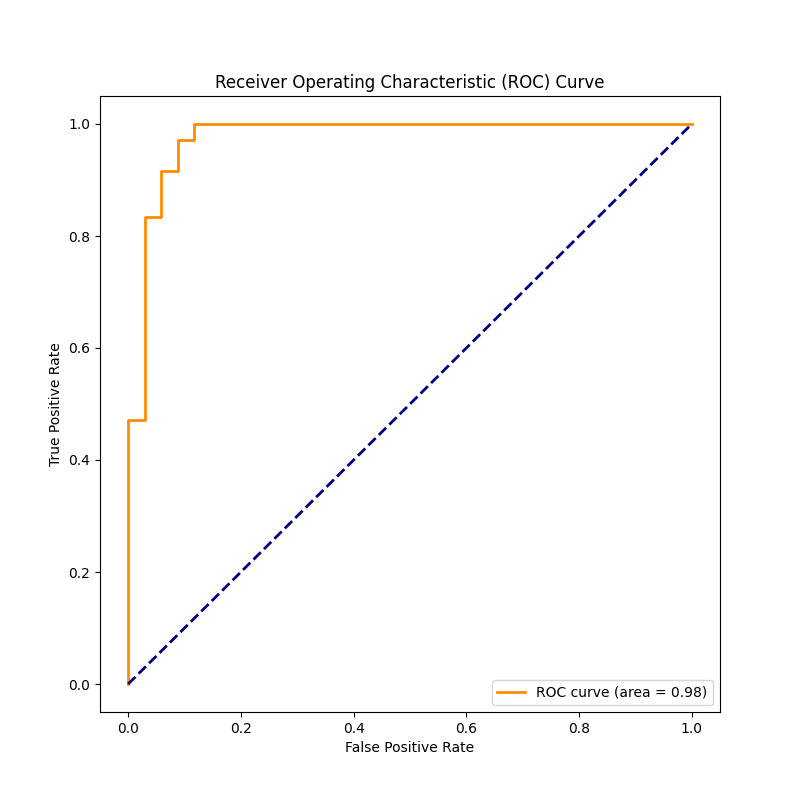 Receiver Operating Characteristic (ROC) Curve
1.0
0.8
0.6
0.4
0.2
0.0
True Positive Rate
ROC curve (area = 0.98)
0.0 0.2 0.4 0.6 0.8 1.0
False Positive Rate